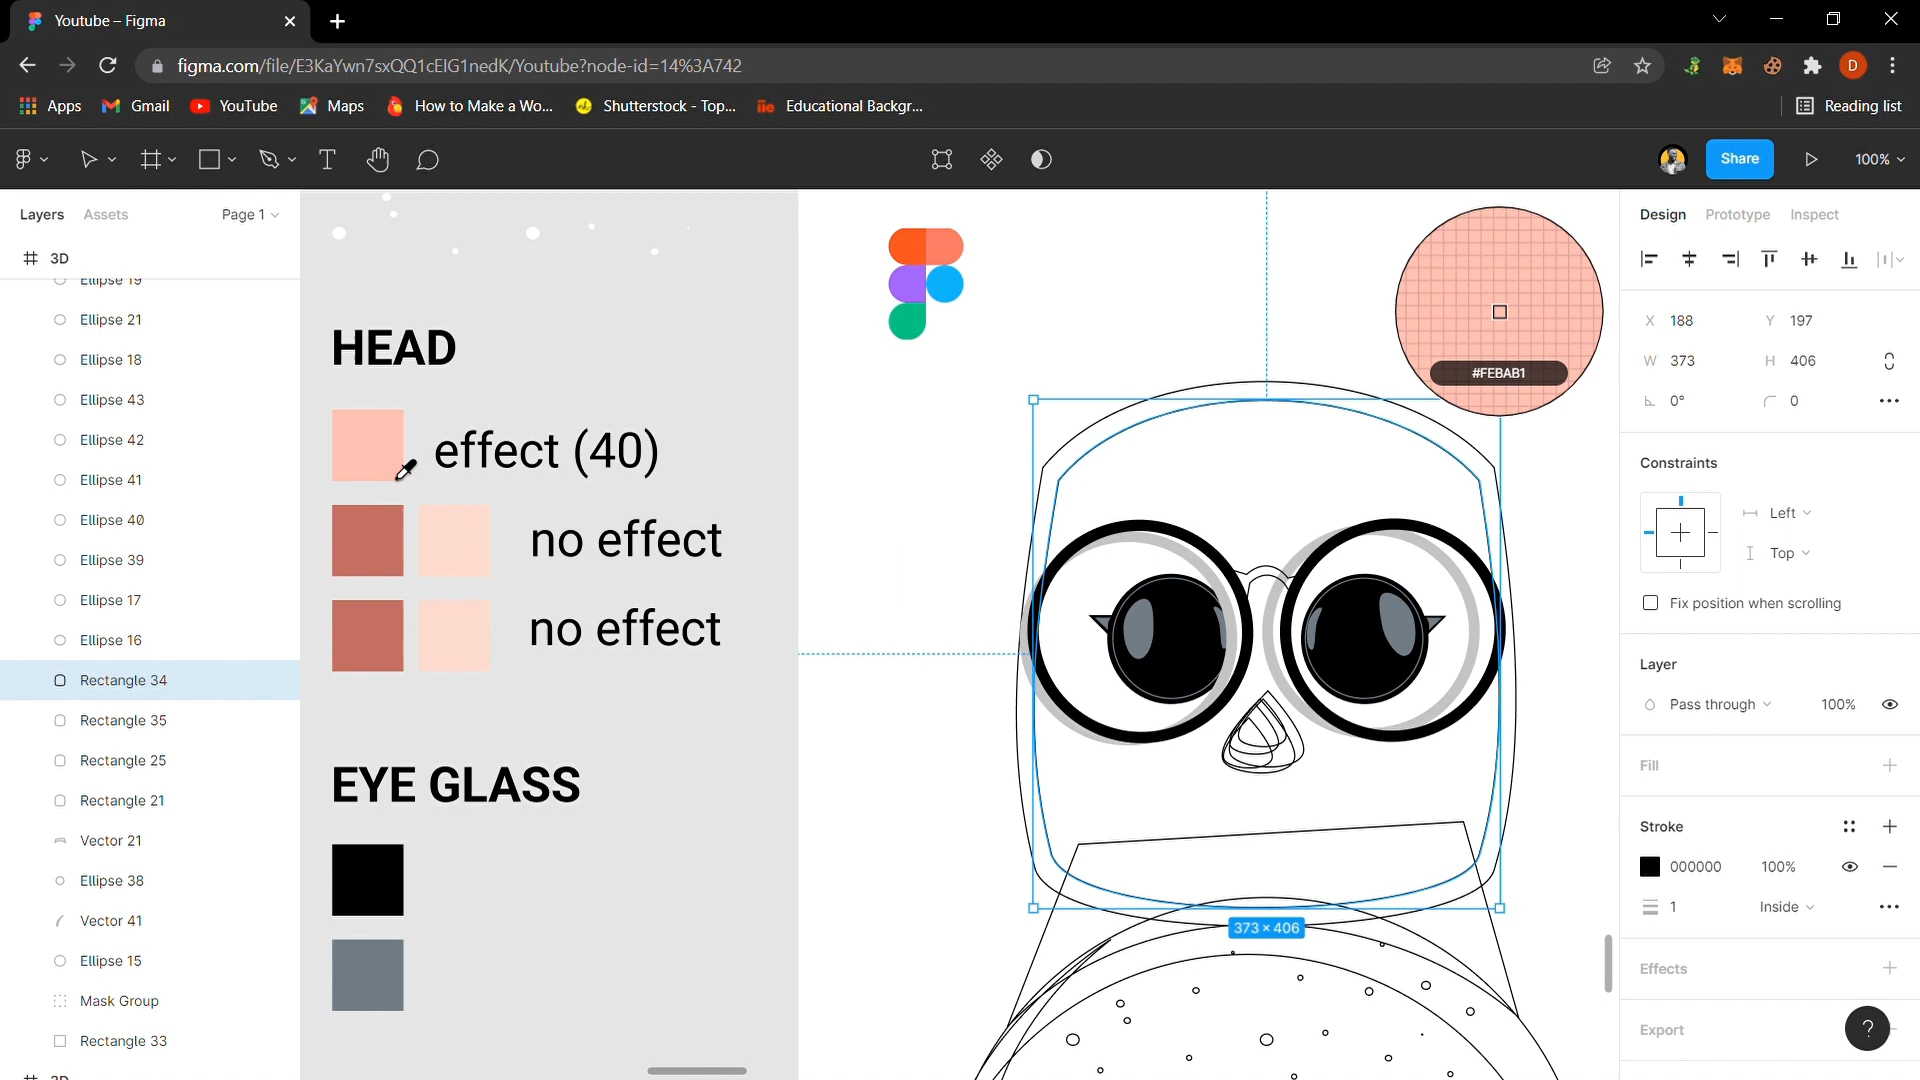 Youtube – Figma
figma.com/file/E3KaYwn7sxQQ1cEIG1nedK/Youtube?node-id=14%3A742
D
Apps
Gmail
YouTube
Maps
How to Make a Wo...
Shutterstock - Top...
Educational Backgr...
Reading list
Share
100%
Layers
Assets
Page 1
3D
Ellipse 19
Ellipse 21
Ellipse 18
Ellipse 43
Ellipse 42
Ellipse 41
Ellipse 40
Ellipse 39
Ellipse 17
Ellipse 16
Rectangle 34
Rectangle 35
Rectangle 25
Rectangle 21
Vector 21
Ellipse 38
Vector 41
Ellipse 15
Mask Group
Rectangle 33
HEAD
effect (40)
no effect
no effect
EYE GLASS
#FEBAB1
373 × 406
Design
Prototype
Inspect
X 188
Y 197
W 373
H 406
0°
0
Constraints
Left
Top
Fix position when scrolling
Layer
Pass through
100%
Fill
Stroke
000000
100%
1
Inside
Effects
Export
?